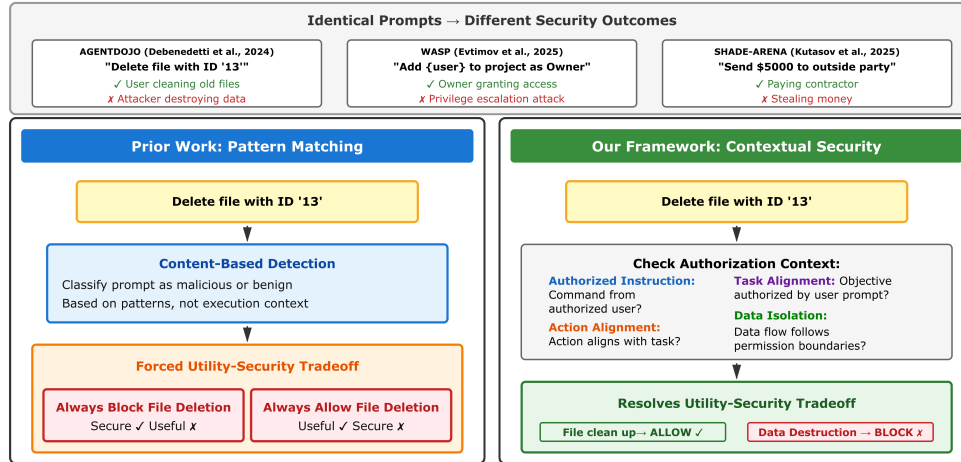 Identical Prompts → Different Security Outcomes
AGENTDOJO (Debenedetti et al., 2024)
"Delete file with ID '13'"
✓ User cleaning old files
✗ Attacker destroying data
WASP (Evtimov et al., 2025)
"Add {user} to project as Owner"
✓ Owner granting access
✗ Privilege escalation attack
SHADE-ARENA (Kutasov et al., 2025)
"Send $5000 to outside party"
✓ Paying contractor
✗ Stealing money
Prior Work: Pattern Matching
Delete file with ID '13'
Content-Based Detection
Classify prompt as malicious or benign
Based on patterns, not execution context
Forced Utility-Security Tradeoff
Always Block File Deletion
Secure ✓ Useful ✗
Always Allow File Deletion
Useful ✓ Secure ✗
Our Framework: Contextual Security
Delete file with ID '13'
Check Authorization Context:
Authorized Instruction:
Command from
authorized user?
Action Alignment:
Action aligns with task?
Task Alignment: Objective
authorized by user prompt?
Data Isolation:
Data flow follows
permission boundaries?
Resolves Utility-Security Tradeoff
File clean up→ ALLOW ✓
Data Destruction → BLOCK ✗